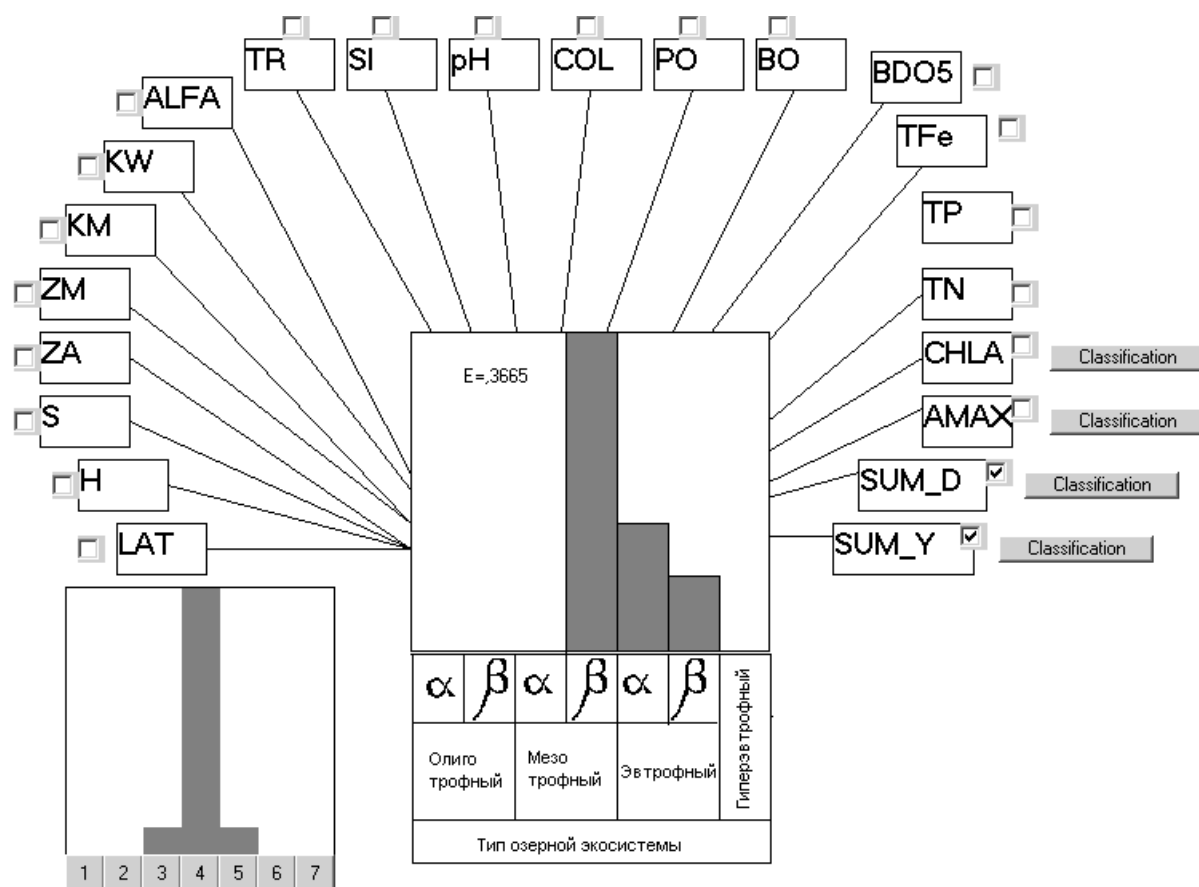 TR
SI
pH
COL
PO
BO
BDO5
ALFA
TFe
KW
TP
KM
TN
ZM
CHLA
Classification
ZA
E=,3665
AMAX
Classification
S
SUM_D
Classification
H
SUM_Y
Classification
LAT
α β α β α β
Олиго
трофный
Мезо
трофный
Эвтрофный
Гиперэвтрофный
Тип озерной экосистемы
1 2 3 4 5 6 7